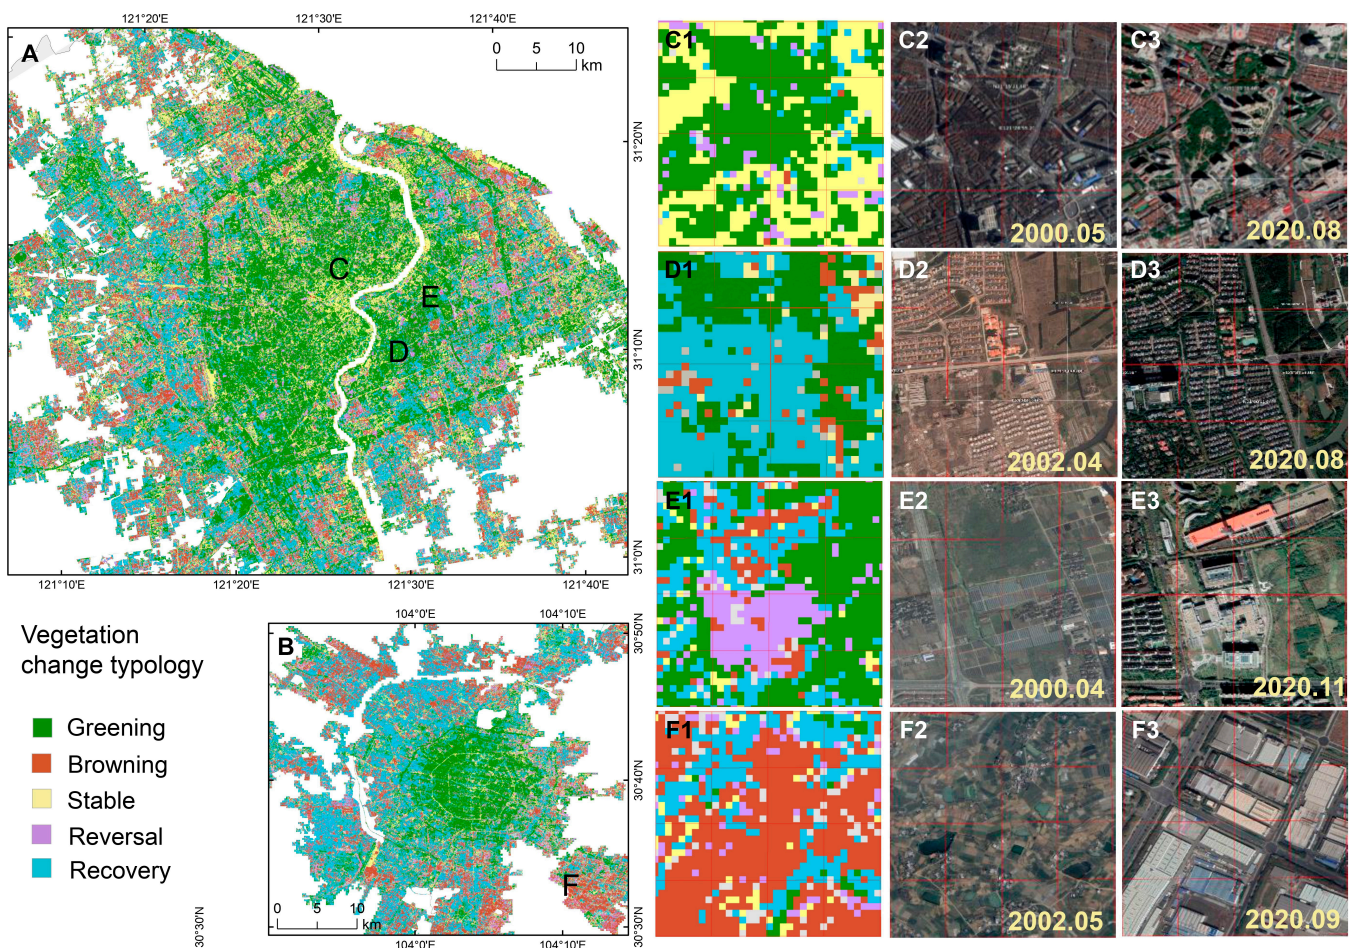 121°20'E 121°30'E 121°40'E
A
0 5 10
km
31°20'N
C
E
D
31°10'N
31°0'N
121°10'E 121°20'E 121°30'E 121°40'E
Vegetation
change typology
Greening
Browning
Stable
Reversal
Recovery
104°0'E 104°10'E
B
30°50'N
30°40'N
F
0 5 10
km
30°30'N
30°30'N
104°0'E 104°10'E
C1
C2
2000.05
C3
2020.08
D1
D2
2002.04
D3
2020.08
E1
E2
2000.04
E3
2020.11
F1
F2
2002.05
F3
2020.09